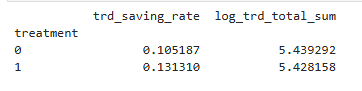 trd_saving_rate log_trd_total_sum
treatment
0 0.105187 5.439292
1 0.131310 5.428158